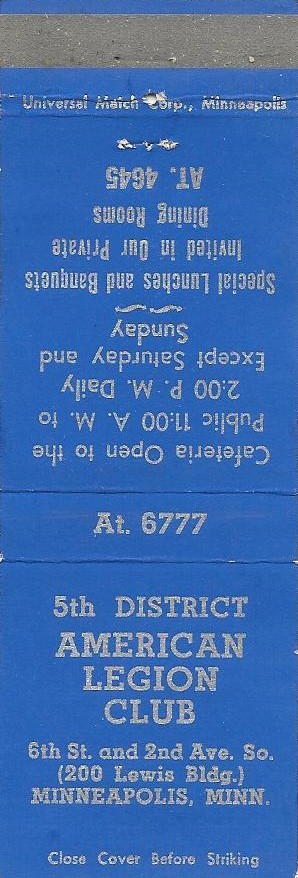 Universal Match Corp., Minneapolis
Cafeteria Open to the
Public 11:00 A. M. to
2:00 P. M. Daily
Except Saturday and
Sunday
Special Lunches and Banquets
Invited in Our Private
Dining Rooms
AT. 4645
At. 6777
5th DISTRICT
AMERICAN
LEGION
CLUB
6th St. and 2nd Ave. So.
(200 Lewis Bldg.)
MINNEAPOLIS, MINN.
Close Cover Before Striking